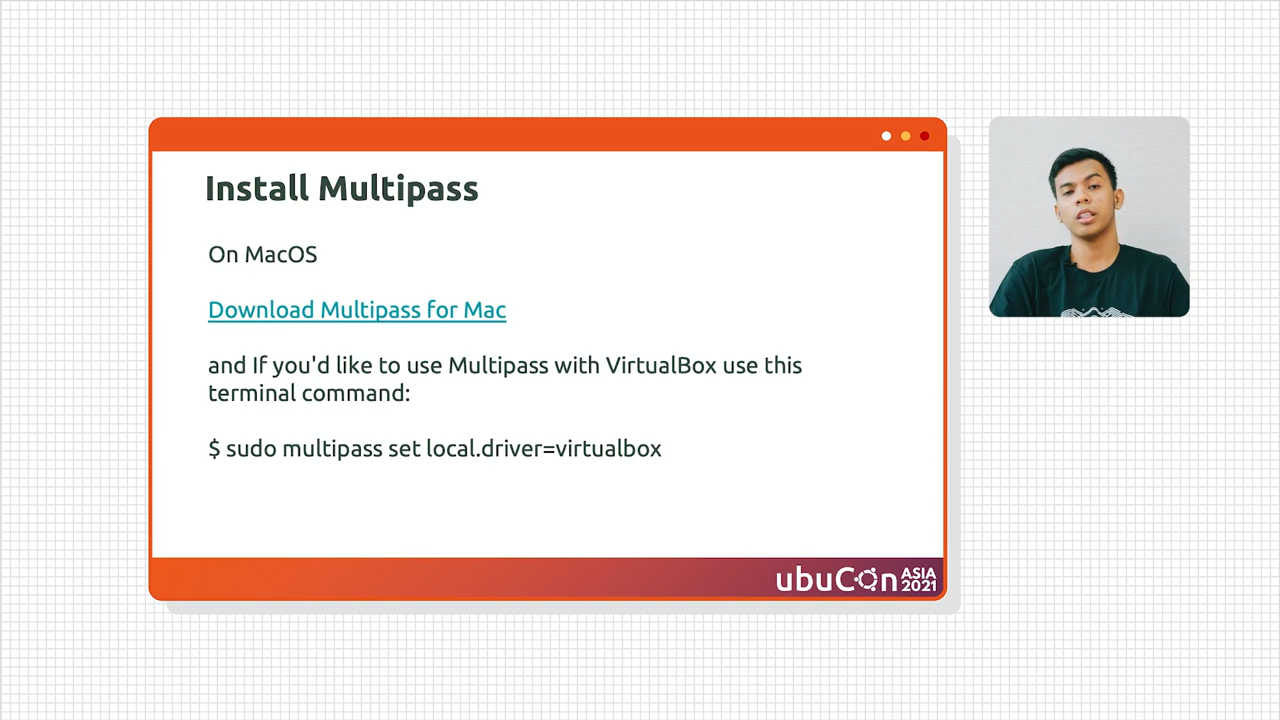 Install Multipass
On MacOS
Download Multipass for Mac
and If you'd like to use Multipass with VirtualBox use this
terminal command:
$ sudo multipass set local.driver=virtualbox
ubuCon ASIA
2021